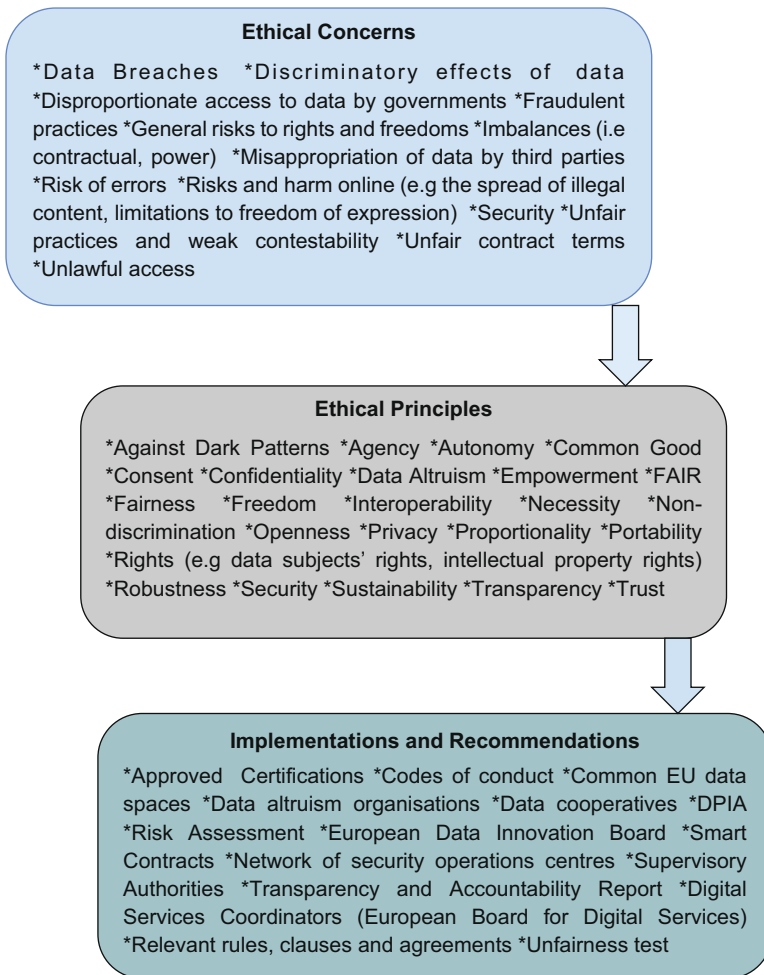 Ethical Concerns
*Data Breaches *Discriminatory effects of data
*Disproportionate access to data by governments *Fraudulent
practices *General risks to rights and freedoms *Imbalances (i.e
contractual, power) *Misappropriation of data by third parties
*Risk of errors *Risks and harm online (e.g the spread of illegal
content, limitations to freedom of expression) *Security *Unfair
practices and weak contestability *Unfair contract terms
*Unlawful access
Ethical Principles
*Against Dark Patterns *Agency *Autonomy *Common Good
*Consent *Confidentiality *Data Altruism *Empowerment *FAIR
*Fairness *Freedom *Interoperability *Necessity *Non-
discrimination *Openness *Privacy *Proportionality *Portability
*Rights (e.g data subjects' rights, intellectual property rights)
*Robustness *Security *Sustainability *Transparency *Trust
Implementations and Recommendations
*Approved Certifications *Codes of conduct *Common EU data
spaces *Data altruism organisations *Data cooperatives *DPIA
*Risk Assessment *European Data Innovation Board *Smart
Contracts *Network of security operations centres *Supervisory
Authorities *Transparency and Accountability Report *Digital
Services Coordinators (European Board for Digital Services)
*Relevant rules, clauses and agreements *Unfairness test